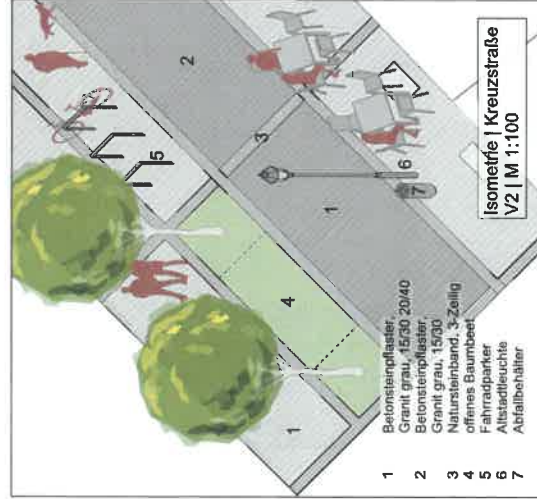 2
3
5
1
6
7
4
1
Isometrie | Kreuzstraße
V2 | M 1:100
1 Betonsteinpflaster,
Granit grau, 15/30 20/40
2 Betonsteinpflaster,
Granit grau, 15/30
3 Natursteinband, 3-Zeilig
4 offenes Baumbeet
5 Fahrradparker
6 Altstadtleuchte
7 Abfallbehälter